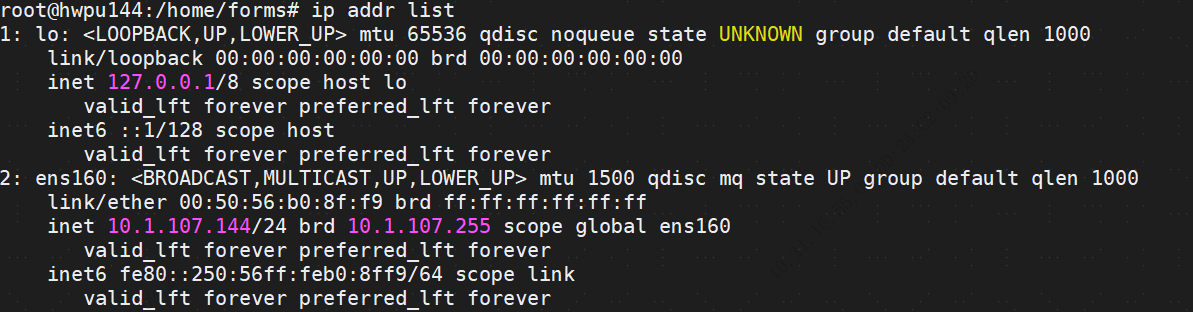 root@hwpu144:/home/forms# ip addr list
1: lo: <LOOPBACK,UP,LOWER_UP> mtu 65536 qdisc noqueue state UNKNOWN group default qlen 1000
    link/loopback 00:00:00:00:00:00 brd 00:00:00:00:00:00
    inet 127.0.0.1/8 scope host lo
       valid_lft forever preferred_lft forever
    inet6 ::1/128 scope host
       valid_lft forever preferred_lft forever
2: ens160: <BROADCAST,MULTICAST,UP,LOWER_UP> mtu 1500 qdisc mq state UP group default qlen 1000
    link/ether 00:50:56:b0:8f:f9 brd ff:ff:ff:ff:ff:ff
    inet 10.1.107.144/24 brd 10.1.107.255 scope global ens160
       valid_lft forever preferred_lft forever
    inet6 fe80::250:56ff:feb0:8ff9/64 scope link
       valid_lft forever preferred_lft forever